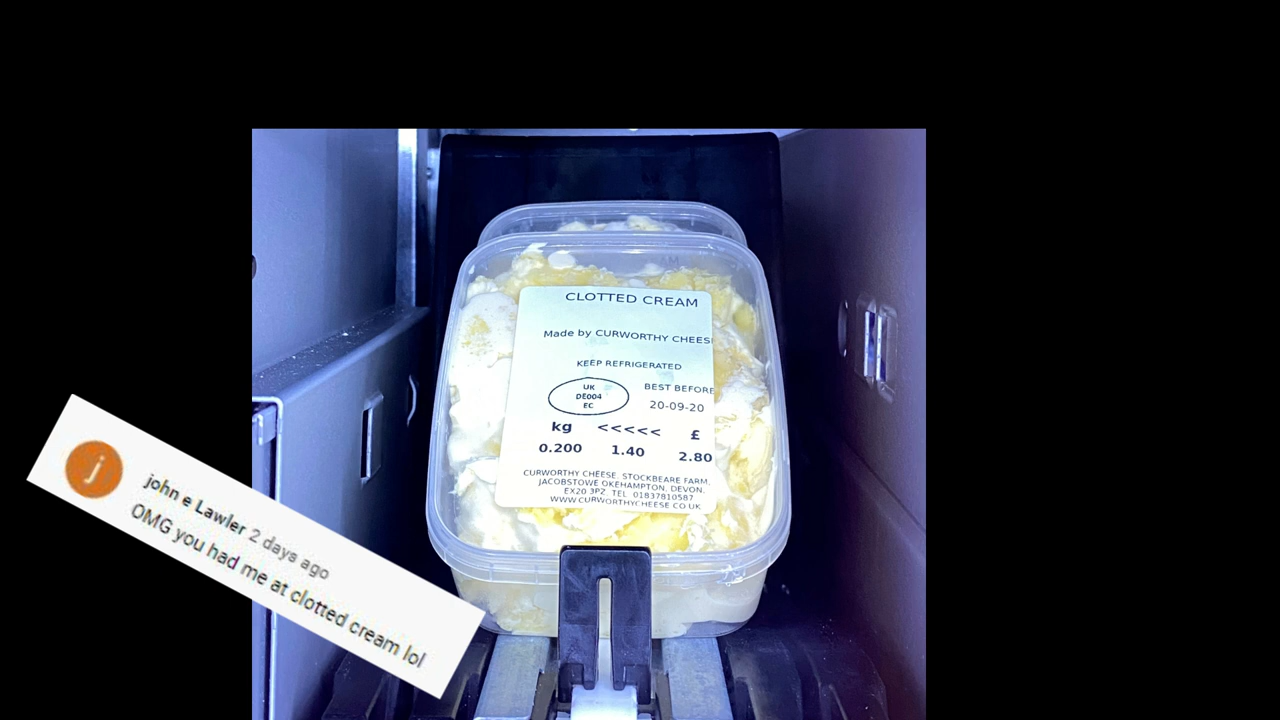 CLOTTED CREAM
Made by CURWORTHY CHEES
KEEP REFRIGERATED
UK
DE004
EC
BEST BEFORE
20-09-20
kg <<<<< £
0.200 1.40 2.80
CURWORTHY CHEESE, STOCKBEARE FARM,
JACOBSTOWE OKEHAMPTON, DEVON.
EX20 3PZ. TEL 01837810587
WWW.CURWORTHYCHEESE.CO.UK
j
john e Lawler 2 days ago
OMG you had me at clotted cream lol